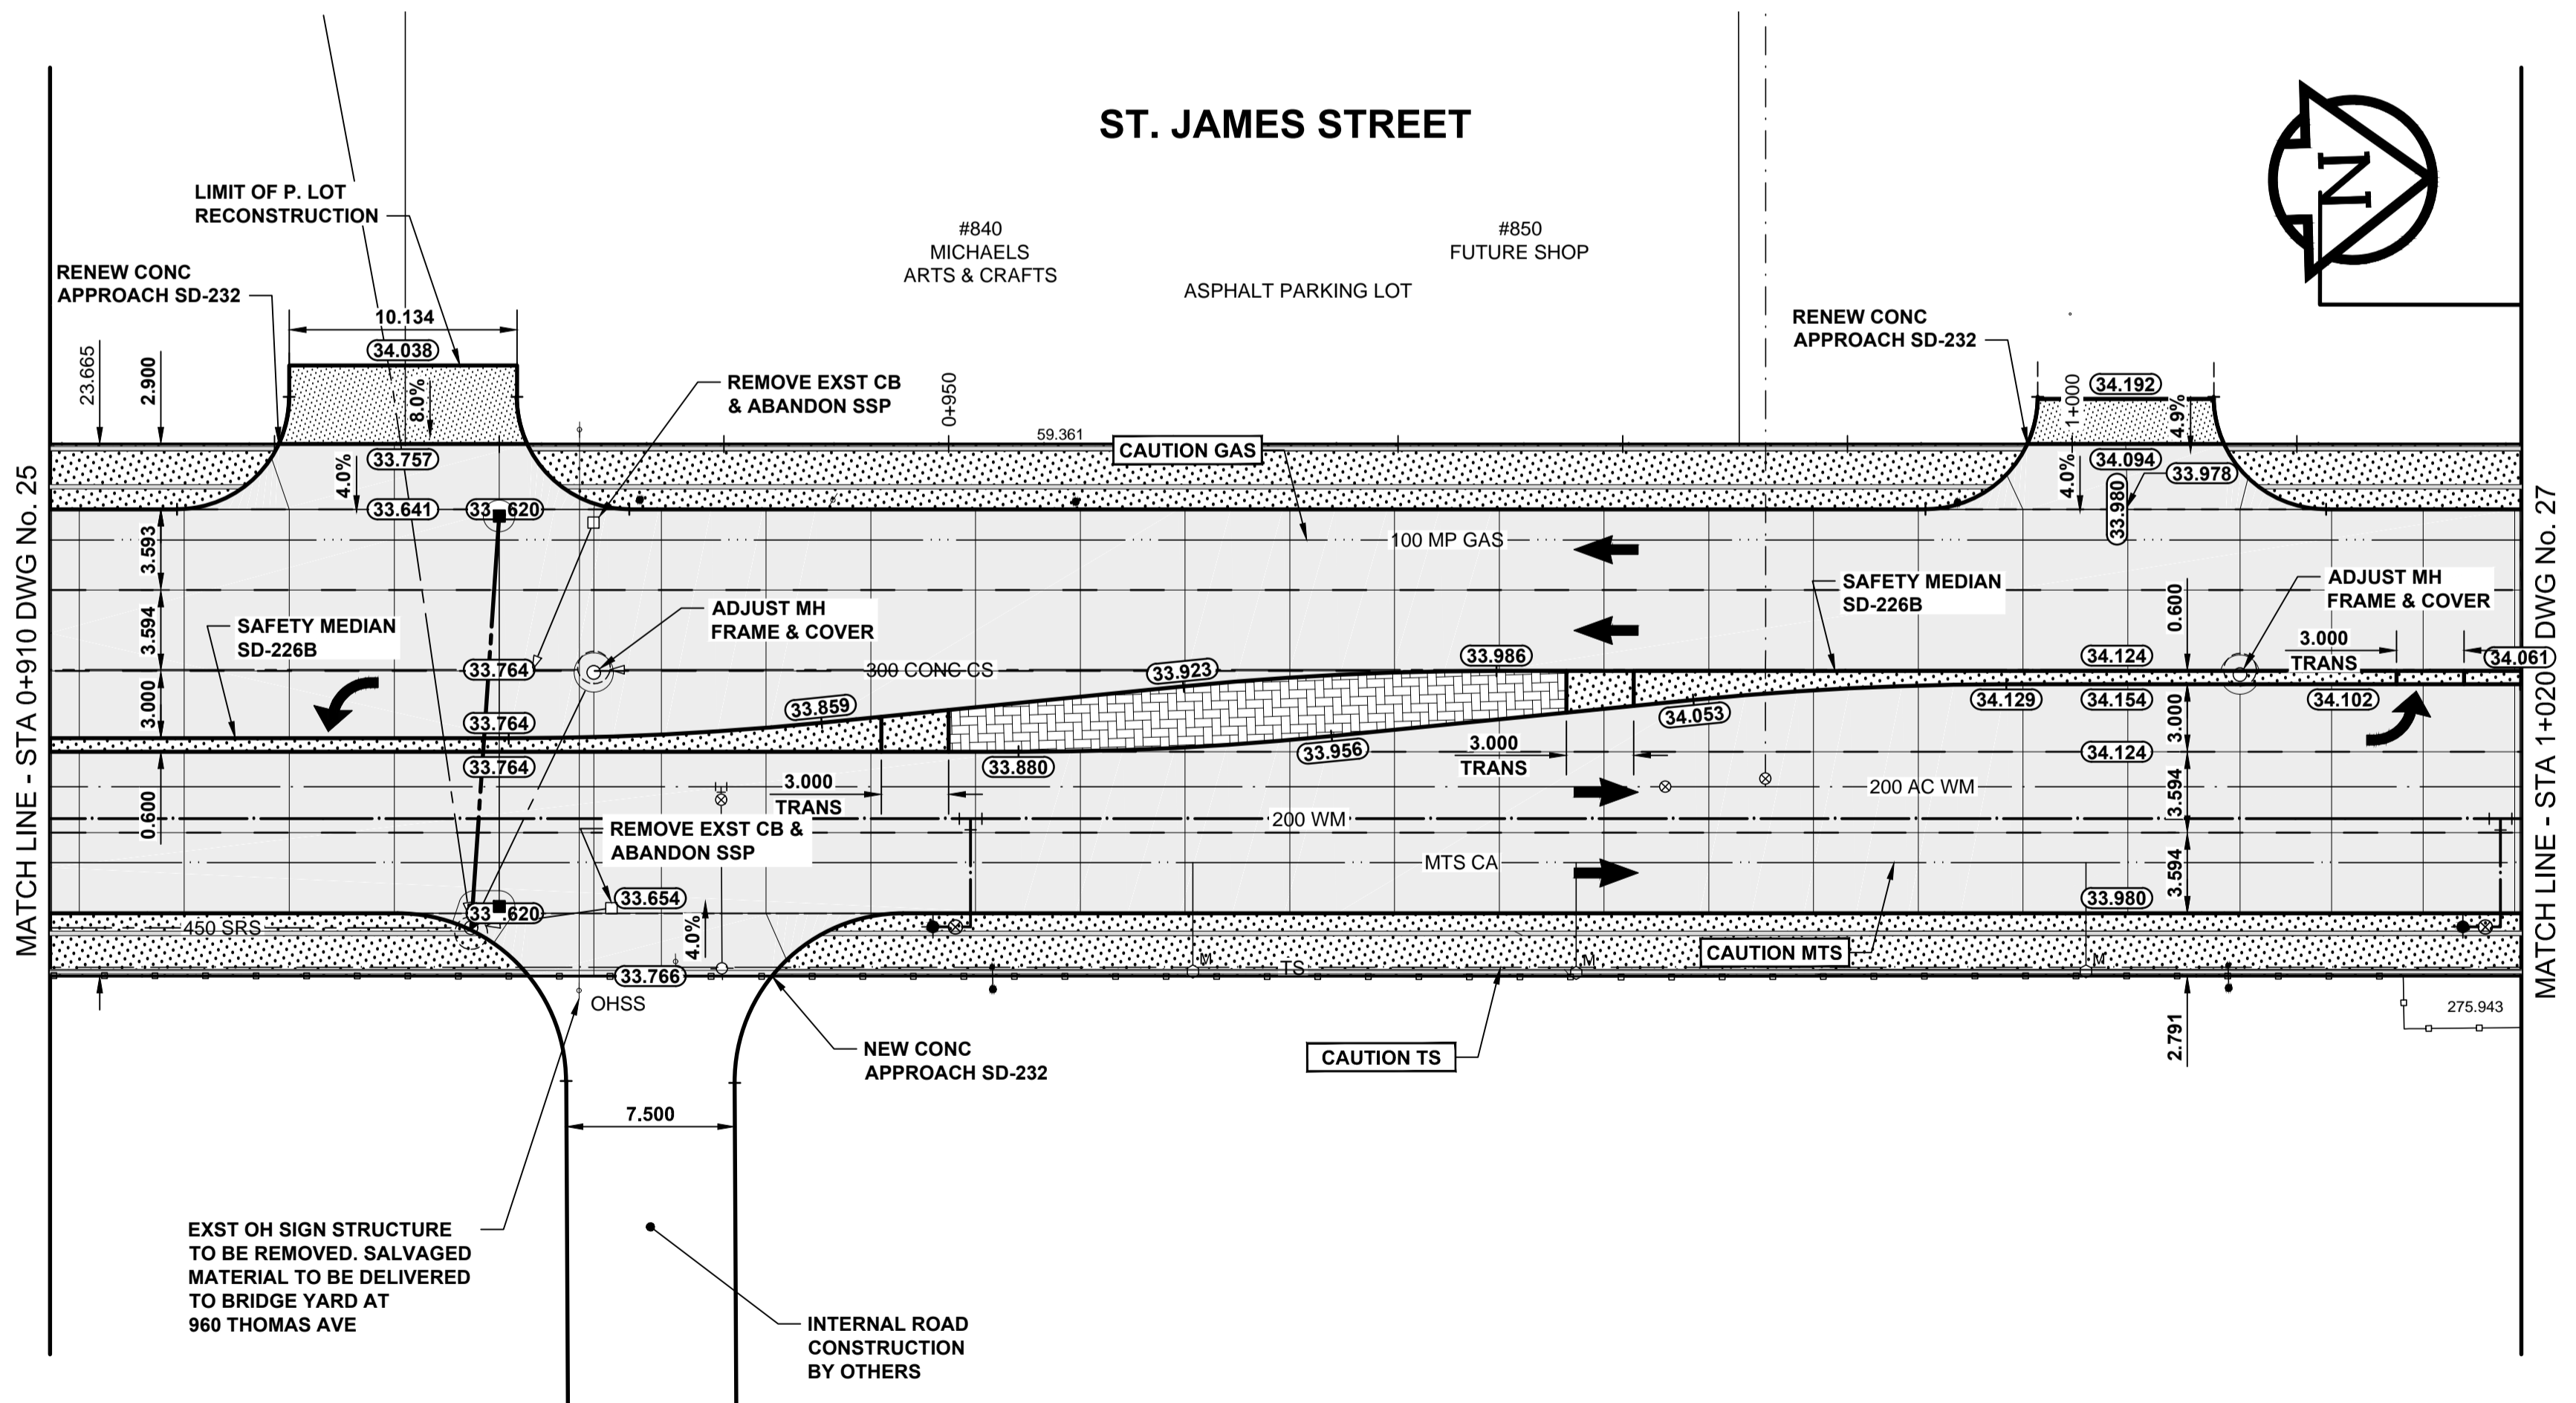 ST. JAMES STREET
N
LIMIT OF P. LOT
RECONSTRUCTION
#840
MICHAELS
ARTS & CRAFTS
#850
FUTURE SHOP
ASPHALT PARKING LOT
RENEW CONC
APPROACH SD-232
RENEW CONC
APPROACH SD-232
10.134
34.038
23.665
2.900
8.0%
REMOVE EXST CB
& ABANDON SSP
0+950
59.361
CAUTION GAS
1+000
34.192
4.9%
33.757
4.0%
33.641
33.620
34.094
4.0%
33.980
33.978
MATCH LINE - STA 0+910 DWG No. 25
MATCH LINE - STA 1+020 DWG No. 27
3.593
100 MP GAS
3.594
SAFETY MEDIAN
SD-226B
ADJUST MH
FRAME & COVER
SAFETY MEDIAN
SD-226B
0.600
ADJUST MH
FRAME & COVER
3.000
TRANS
34.061
33.764
300 CONC CS
33.923
33.986
34.124
3.000
33.764
33.859
34.053
34.129
34.154
34.102
3.000
33.764
33.880
33.956
3.000
TRANS
34.124
3.000
TRANS
200 AC WM
0.600
200 WM
3.594
REMOVE EXST CB &
ABANDON SSP
MTS CA
3.594
33.654
33.620
33.980
450 SRS
4.0%
CAUTION MTS
M
M
M
TS
33.766
OHSS
275.943
2.791
NEW CONC
APPROACH SD-232
CAUTION TS
7.500
EXST OH SIGN STRUCTURE
TO BE REMOVED. SALVAGED
MATERIAL TO BE DELIVERED
TO BRIDGE YARD AT
960 THOMAS AVE
INTERNAL ROAD
CONSTRUCTION
BY OTHERS